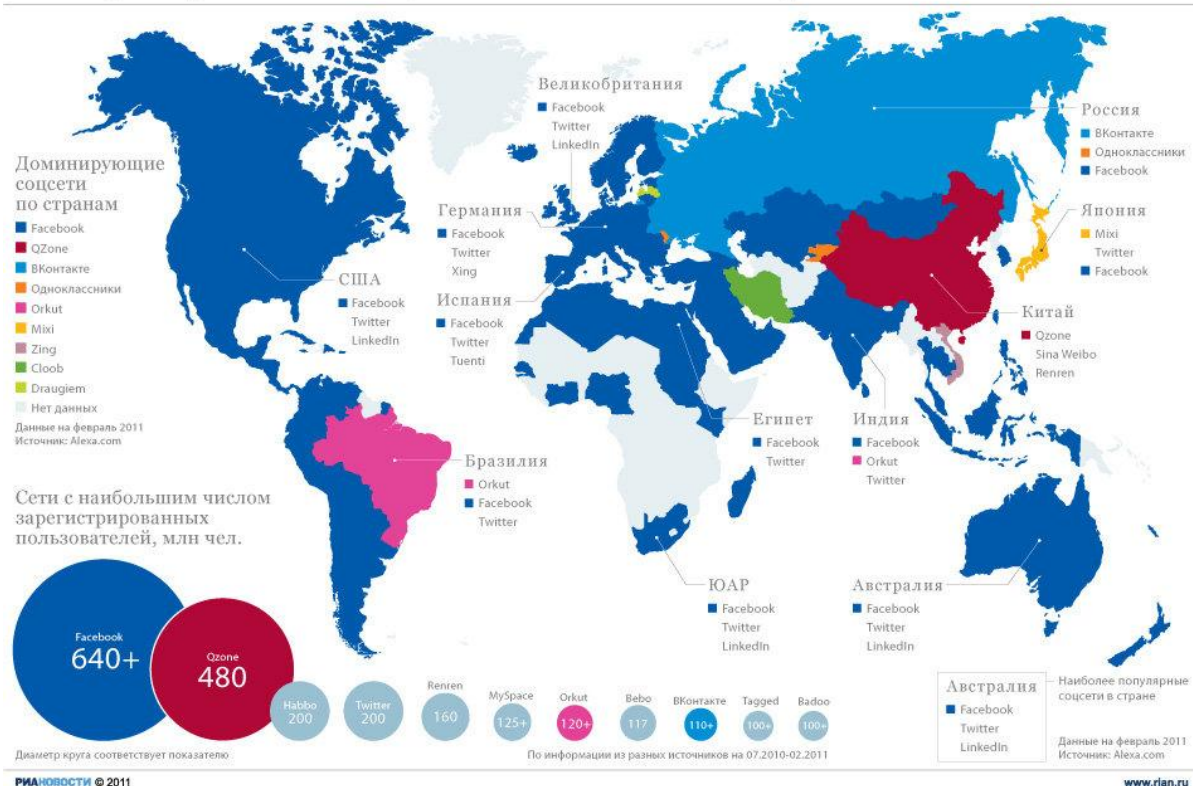 Великобритания
Facebook
Twitter
LinkedIn
Россия
ВКонтакте
Одноклассники
Facebook
Доминирующие
соцсети
по странам
Facebook
QZone
ВКонтакте
Одноклассники
Orkut
Mixi
Zing
Cloob
Draugiem
Нет данных
Данные на февраль 2011
Источник: Alexa.com
Германия
Facebook
Twitter
Xing
Япония
Mixi
Twitter
Facebook
США
Facebook
Twitter
LinkedIn
Испания
Facebook
Twitter
Tuenti
Китай
Qzone
Sina Weibo
Renren
Египет
Facebook
Twitter
Индия
Facebook
Orkut
Twitter
Бразилия
Orkut
Facebook
Twitter
Сети с наибольшим числом
зарегистрированных
пользователей, млн чел.
ЮАР
Facebook
Twitter
LinkedIn
Австралия
Facebook
Twitter
LinkedIn
Facebook
640+
Qzone
480
Habbo
200
Twitter
200
Renren
160
MySpace
125+
Orkut
120+
Bebo
117
ВКонтакте
110+
Tagged
100+
Badoo
100+
Австралия
Facebook
Twitter
LinkedIn
Наиболее популярные
соцсети в стране
Данные на февраль 2011
Источник: Alexa.com
Диаметр круга соответствует показателю
По информации из разных источников на 07.2010-02.2011
РИАНОВОСТИ © 2011
www.rian.ru